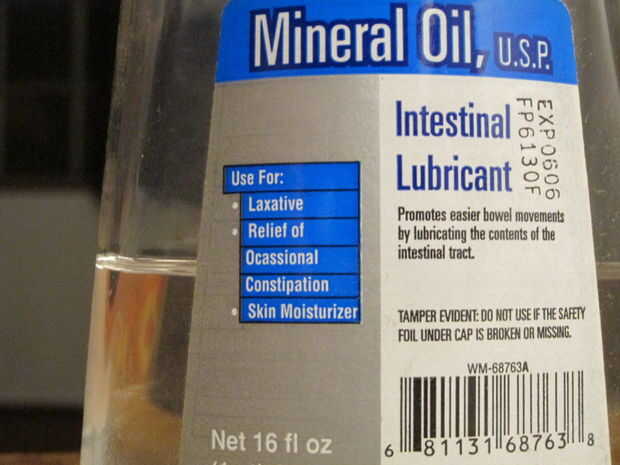 Mineral Oil, U.S.P.
Intestinal
Lubricant
EXP0606
FP6130F
Promotes easier bowel movements
by lubricating the contents of the
intestinal tract.
Use For:
• Laxative
• Relief of
Ocassional
Constipation
• Skin Moisturizer
TAMPER EVIDENT: DO NOT USE IF THE SAFETY
FOIL UNDER CAP IS BROKEN OR MISSING.
WM-68763A
6 81131 68763 8
Net 16 fl oz